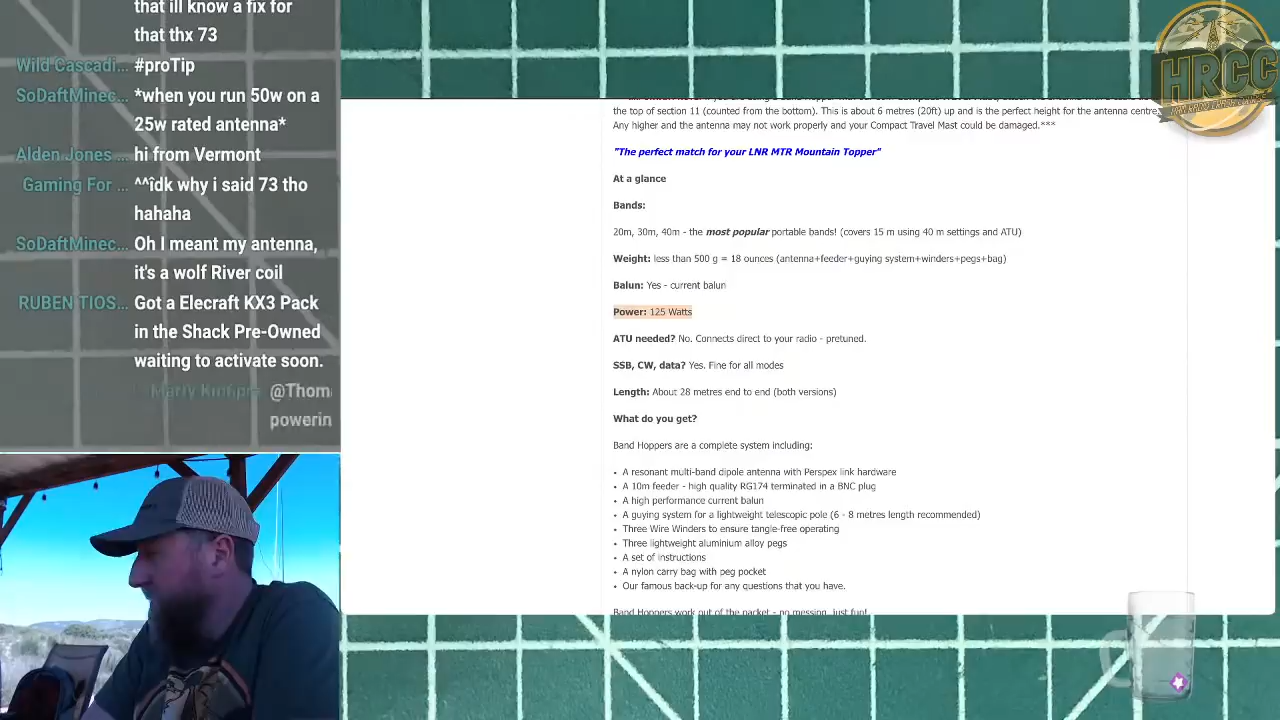 that ill know a fix for
that thx 73
Wild Cascadi... #proTip
SoDaftMinec... *when you run 50w on a
25w rated antenna*
Alden Jones ... hi from Vermont
Gaming For ... ^^îdk why i said 73 tho
hahaha
SoDaftMinec... Oh I meant my antenna,
it's a wolf River coil
RUBEN TIOS... Got a Elecraft KX3 Pack
in the Shack Pre-Owned
waiting to activate soon.
@Thom
powerin
HRCC
the top of section 11 (counted from the bottom). This is about 6 metres (20ft) up and is the perfect height for the antenna centre.
Any higher and the antenna may not work properly and your Compact Travel Mast could be damaged.***
"The perfect match for your LNR MTR Mountain Topper"
At a glance
Bands:
20m, 30m, 40m - the most popular portable bands! (covers 15 m using 40 m settings and ATU)
Weight: less than 500 g = 18 ounces (antenna+feeder+guying system+winders+pegs+bag)
Balun: Yes - current balun
Power: 125 Watts
ATU needed? No. Connects direct to your radio - pretuned.
SSB, CW, data? Yes. Fine for all modes
Length: About 28 metres end to end (both versions)
What do you get?
Band Hoppers are a complete system including:
• A resonant multi-band dipole antenna with Perspex link hardware
• A 10m feeder - high quality RG174 terminated in a BNC plug
• A high performance current balun
• A guying system for a lightweight telescopic pole (6 - 8 metres length recommended)
• Three Wire Winders to ensure tangle-free operating
• Three lightweight aluminium alloy pegs
• A set of instructions
• A nylon carry bag with peg pocket
• Our famous back-up for any questions that you have.
Band Hoppers work out of the packet - no messing, just fun!